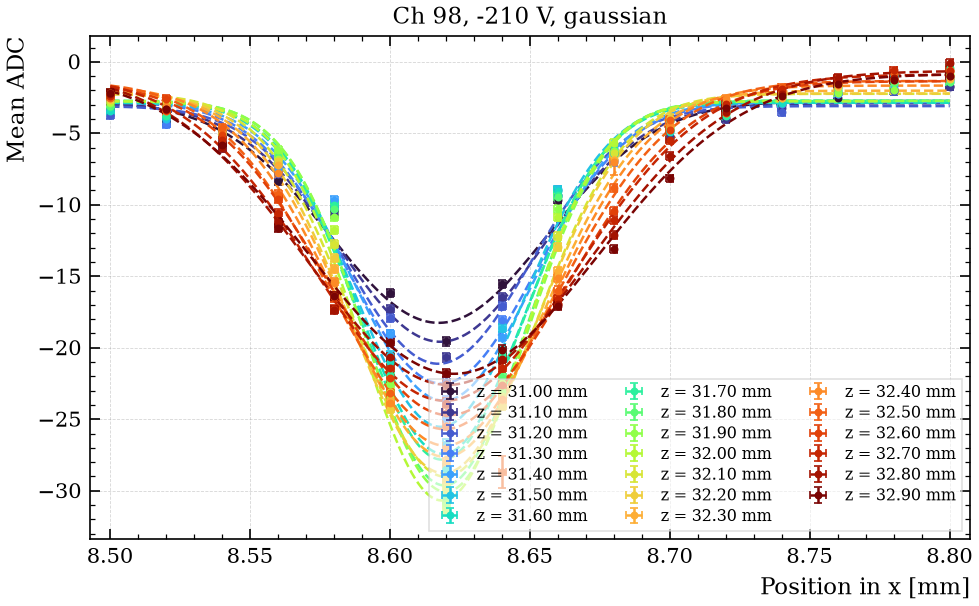 Ch 98, -210 V, gaussian
Mean ADC
0
−5
−10
−15
−20
−25
−30
z = 31.00 mm
z = 31.10 mm
z = 31.20 mm
z = 31.30 mm
z = 31.40 mm
z = 31.50 mm
z = 31.60 mm
z = 31.70 mm
z = 31.80 mm
z = 31.90 mm
z = 32.00 mm
z = 32.10 mm
z = 32.20 mm
z = 32.30 mm
z = 32.40 mm
z = 32.50 mm
z = 32.60 mm
z = 32.70 mm
z = 32.80 mm
z = 32.90 mm
8.50 8.55 8.60 8.65 8.70 8.75 8.80
Position in x [mm]